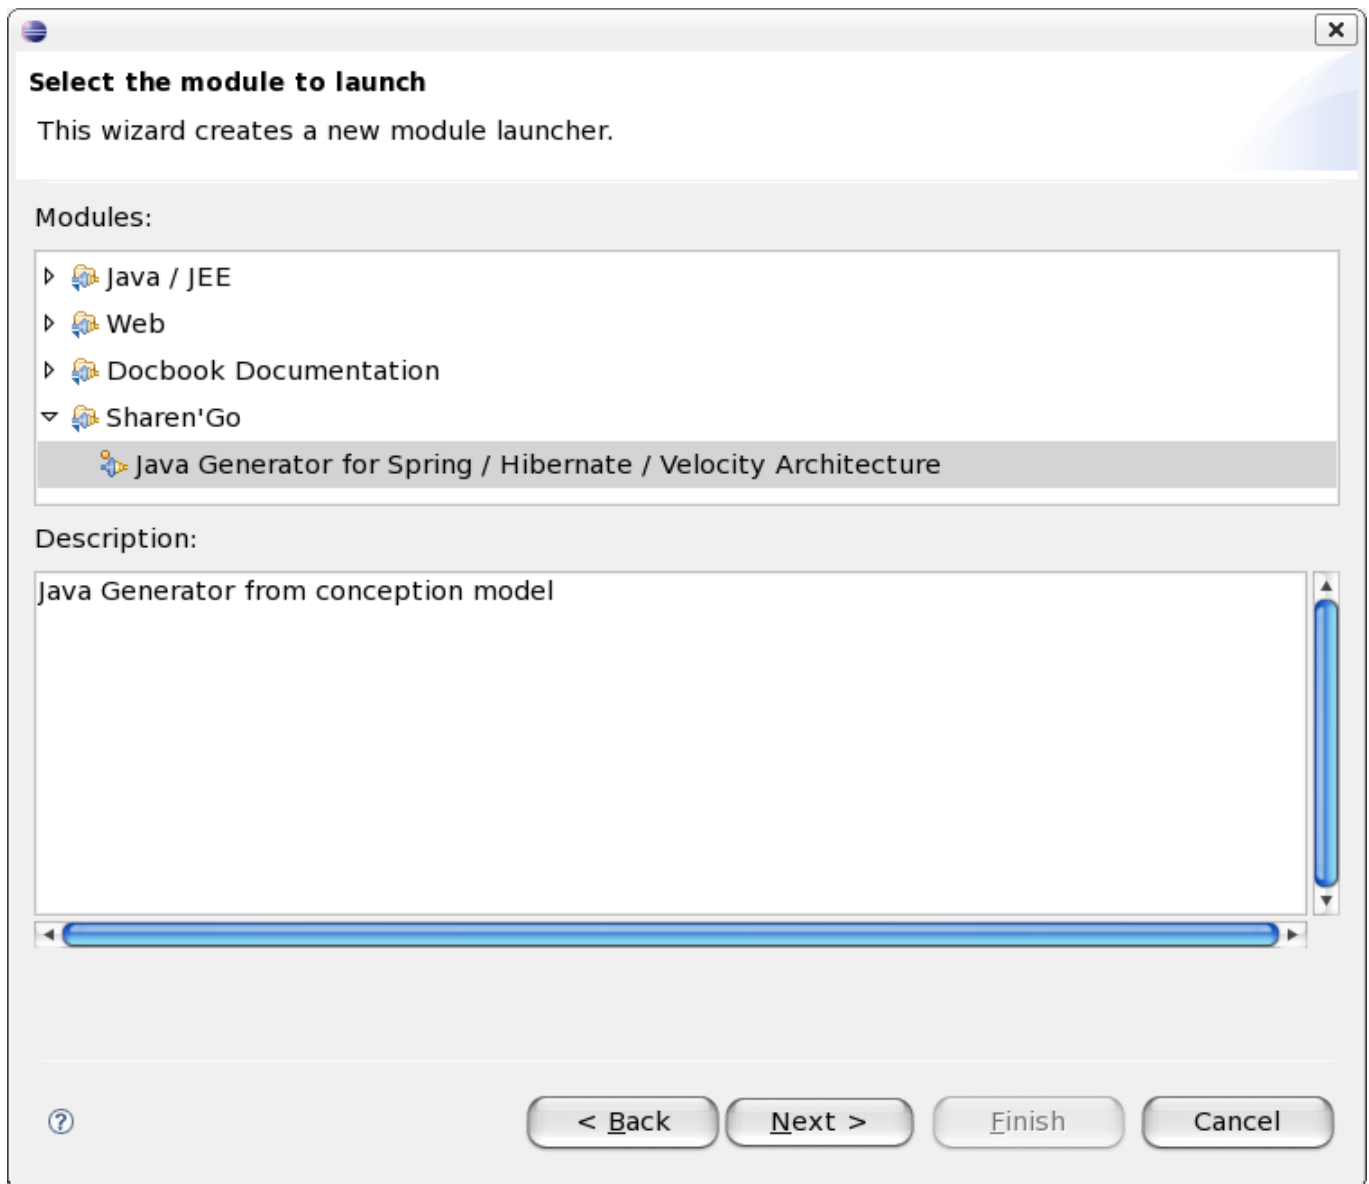 Select the module to launch
This wizard creates a new module launcher.
Modules:
Java / JEE
Web
Docbook Documentation
Sharen'Go
Java Generator for Spring / Hibernate / Velocity Architecture
Description:
Java Generator from conception model
< Back
Next >
Finish
Cancel